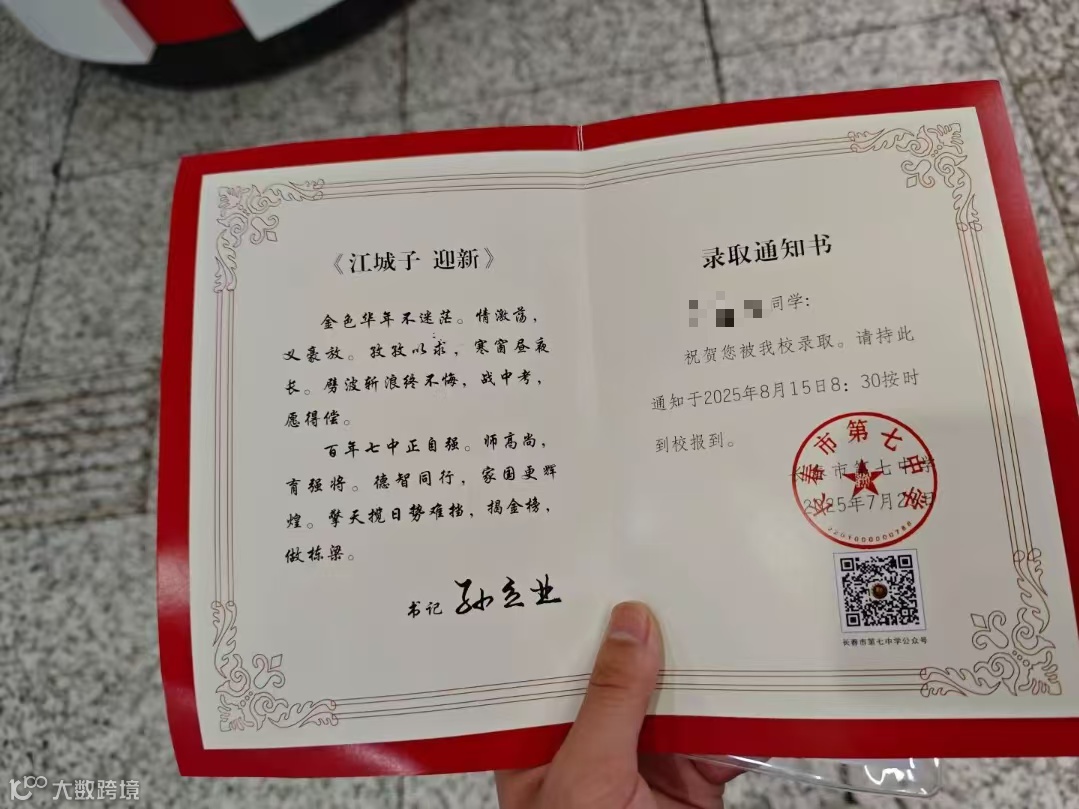 《江城子 迎新》
金色华年不迷茫。情激荡，
义豪放。孜孜以求，寒窗昼夜
长。劈波斩浪终不悔，战中考，
愿得偿。
百年七中正自强。师高尚，
育强将。德智同行，家国更辉
煌。擎天揽日势难挡，揭金榜，
做栋梁。
书记 孙立业
录取通知书
同学：
祝贺您被我校录取。请持此
通知于2025年8月15日8：30按时
到校报到。
长春市第七中学
2025年7月2 日
长春市第七中学
2201000000788
长春市第七中学公众号
10100 大数跨境